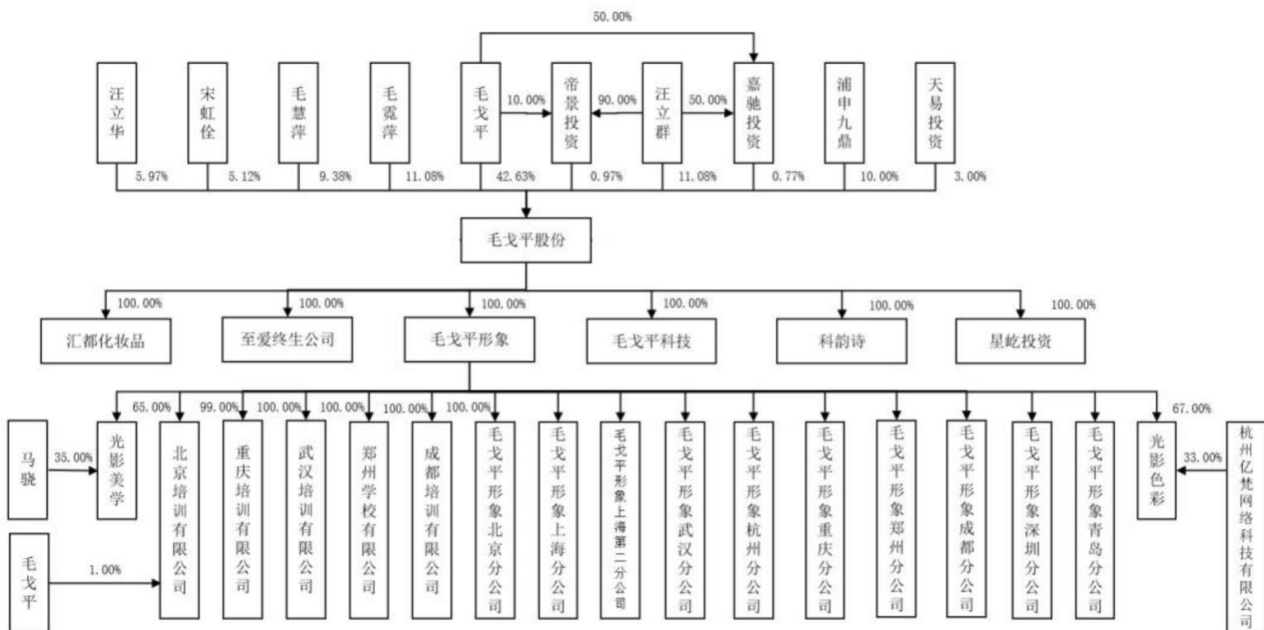 50.00%
汪立华
宋虹佺
毛慧萍
毛霓萍
毛戈平
10.00%
帝景投资
90.00%
汪立群
50.00%
嘉驰投资
浦申九鼎
天易投资
5.97%
5.12%
9.38%
11.08%
42.63%
0.97%
11.08%
0.77%
10.00%
3.00%
毛戈平股份
100.00%
100.00%
100.00%
100.00%
100.00%
100.00%
汇都化妆品
至爱终生公司
毛戈平形象
毛戈平科技
科韵诗
星屹投资
65.00%
99.00%
100.00%
100.00%
100.00%
100.00%
67.00%
马骁
35.00%
光影美学
北京培训有限公司
重庆培训有限公司
武汉培训有限公司
郑州学校有限公司
成都培训有限公司
毛戈平形象北京分公司
毛戈平形象上海分公司
毛戈平形象上海第二分公司
毛戈平形象武汉分公司
毛戈平形象杭州分公司
毛戈平形象重庆分公司
毛戈平形象郑州分公司
毛戈平形象成都分公司
毛戈平形象深圳分公司
毛戈平形象青岛分公司
光影色彩
33.00%
杭州亿梵网络科技有限公司
毛戈平
1.00%